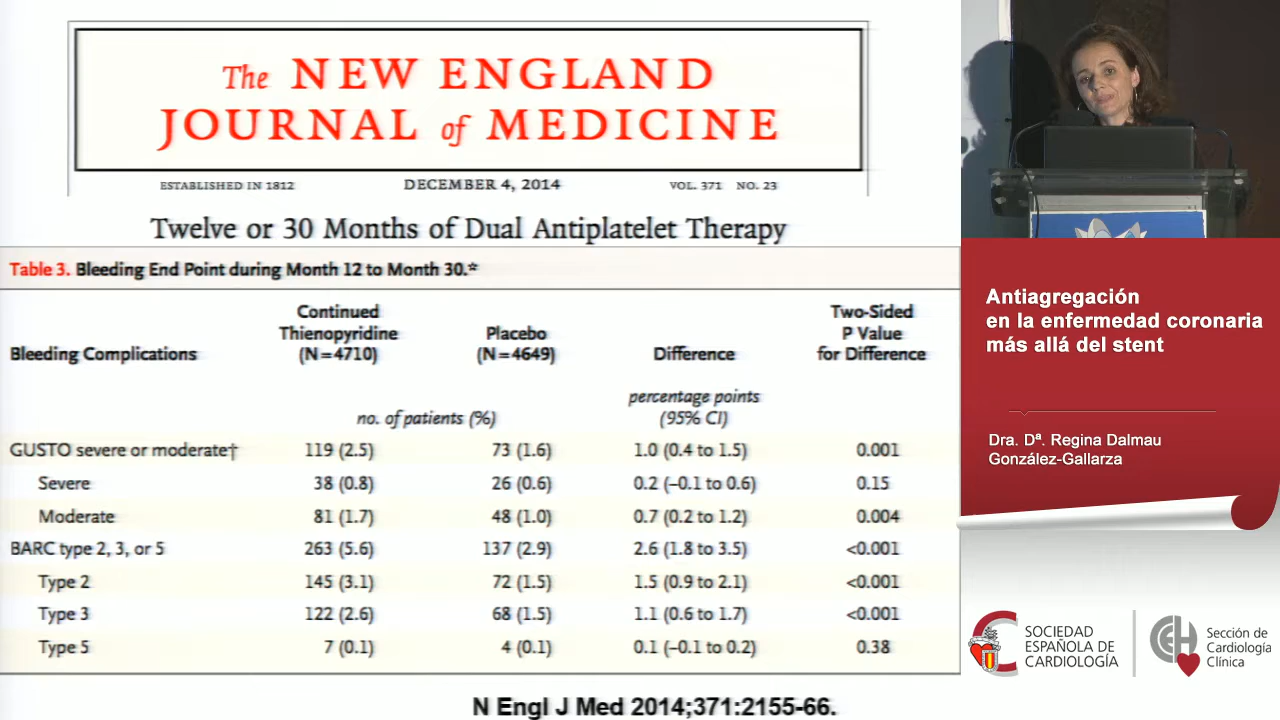 The NEW ENGLAND
JOURNAL of MEDICINE
ESTABLISHED IN 1812 DECEMBER 4, 2014 VOL. 371 NO. 23
Twelve or 30 Months of Dual Antiplatelet Therapy
Table 3. Bleeding End Point during Month 12 to Month 30.*
Bleeding Complications Continued Thienopyridine (N=4710) Placebo (N=4649) Difference Two-Sided P Value for Difference
no. of patients (%) percentage points (95% CI)
GUSTO severe or moderate† 119 (2.5) 73 (1.6) 1.0 (0.4 to 1.5) 0.001
Severe 38 (0.8) 26 (0.6) 0.2 (–0.1 to 0.6) 0.15
Moderate 81 (1.7) 48 (1.0) 0.7 (0.2 to 1.2) 0.004
BARC type 2, 3, or 5 263 (5.6) 137 (2.9) 2.6 (1.8 to 3.5) <0.001
Type 2 145 (3.1) 72 (1.5) 1.5 (0.9 to 2.1) <0.001
Type 3 122 (2.6) 68 (1.5) 1.1 (0.6 to 1.7) <0.001
Type 5 7 (0.1) 4 (0.1) 0.1 (–0.1 to 0.2) 0.38
N Engl J Med 2014;371:2155-66.
Antiagregación
en la enfermedad coronaria
más allá del stent
Dra. Dª. Regina Dalmau
González-Gallarza
SOCIEDAD
ESPAÑOLA DE
CARDIOLOGÍA
Sección de
Cardiología
Clínica